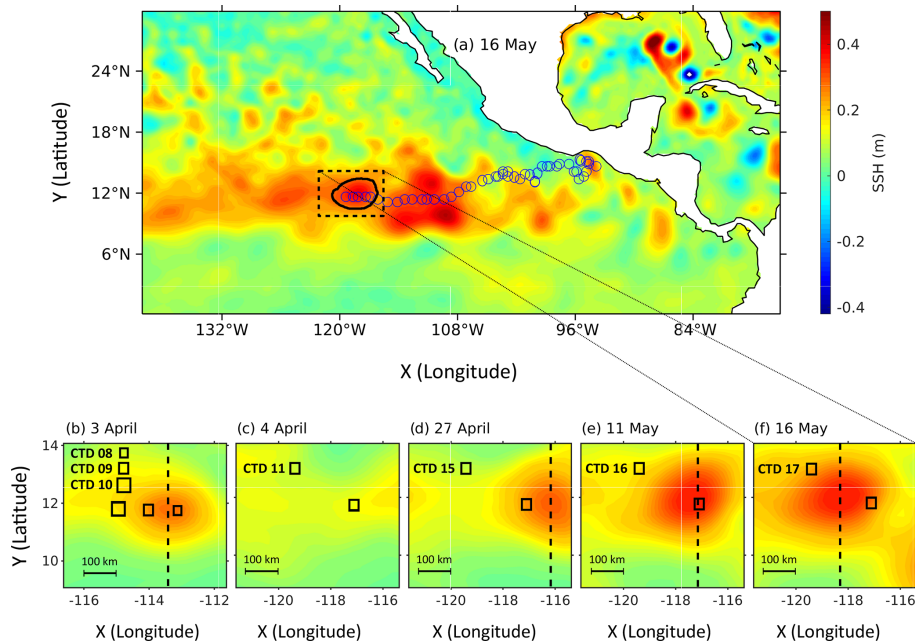 (a) 16 May
24°N
18°N
12°N
6°N
Y (Latitude)
132°W 120°W 108°W 96°W 84°W
X (Longitude)
0.4
0.2
0
-0.2
-0.4
SSH (m)
(b) 3 April (c) 4 April (d) 27 April (e) 11 May (f) 16 May
CTD 08
CTD 09
CTD 10
CTD 11
CTD 15
CTD 16
CTD 17
14
12
10
Y (Latitude)
100 km 100 km 100 km 100 km 100 km
-116 -114 -112 -120 -118 -116 -120 -118 -116 -120 -118 -116 -120 -118 -116
X (Longitude) X (Longitude) X (Longitude) X (Longitude) X (Longitude)